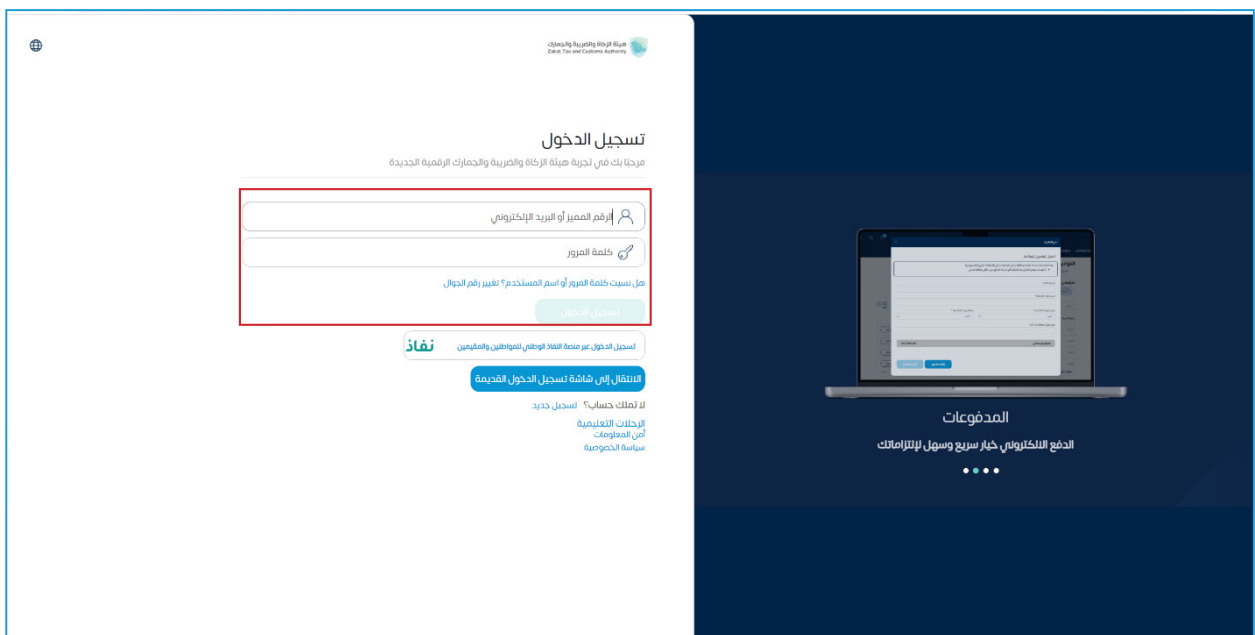 هيئة الزكاة والضريبة والجمارك
Zakat, Tax and Customs Authority
تسجيل الدخول
مرحبًا بك في تجربة هيئة الزكاة والضريبة والجمارك الرقمية الجديدة
الرقم المميز أو البريد الإلكتروني
كلمة المرور
هل نسيت كلمة المرور أو اسم المستخدم؟ تغيير رقم الجوال
تسجيل الدخول
تسجيل الدخول عبر منصة النفاذ الوطني للمواطنين والمقيمين نفاذ
الانتقال إلى شاشة تسجيل الدخول القديمة
لا تملك حساب؟ تسجيل جديد
الرحلات التعليمية
أمن المعلومات
سياسة الخصوصية
المدفوعات
الدفع الالكتروني خيار سريع وسهل لإلتزاماتك